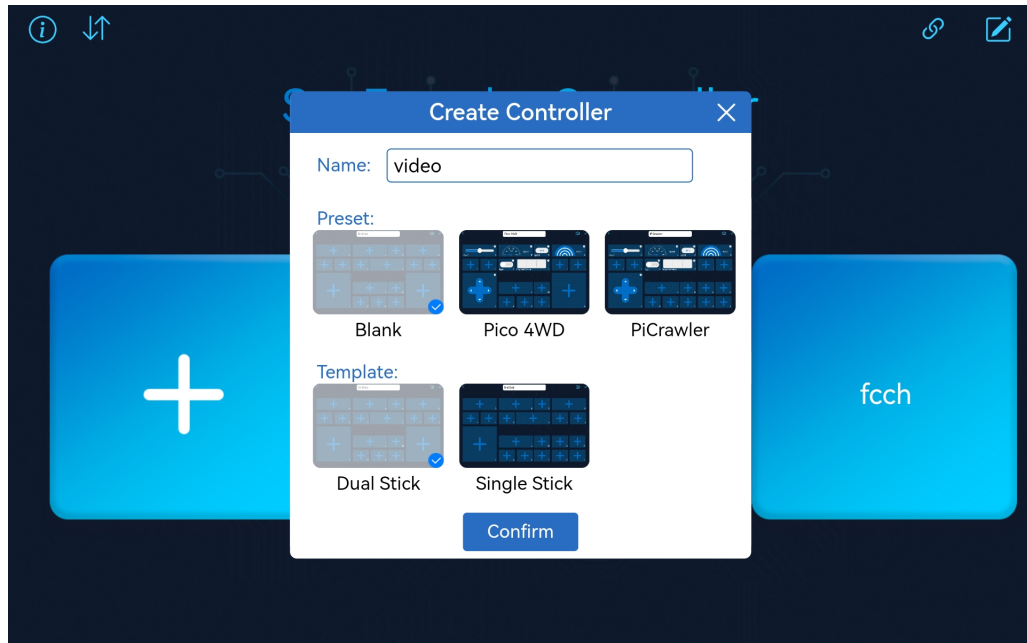 Create Controller
Name: video
Preset:
Blank Pico 4WD PiCrawler
Template:
Dual Stick Single Stick
fcch
Confirm